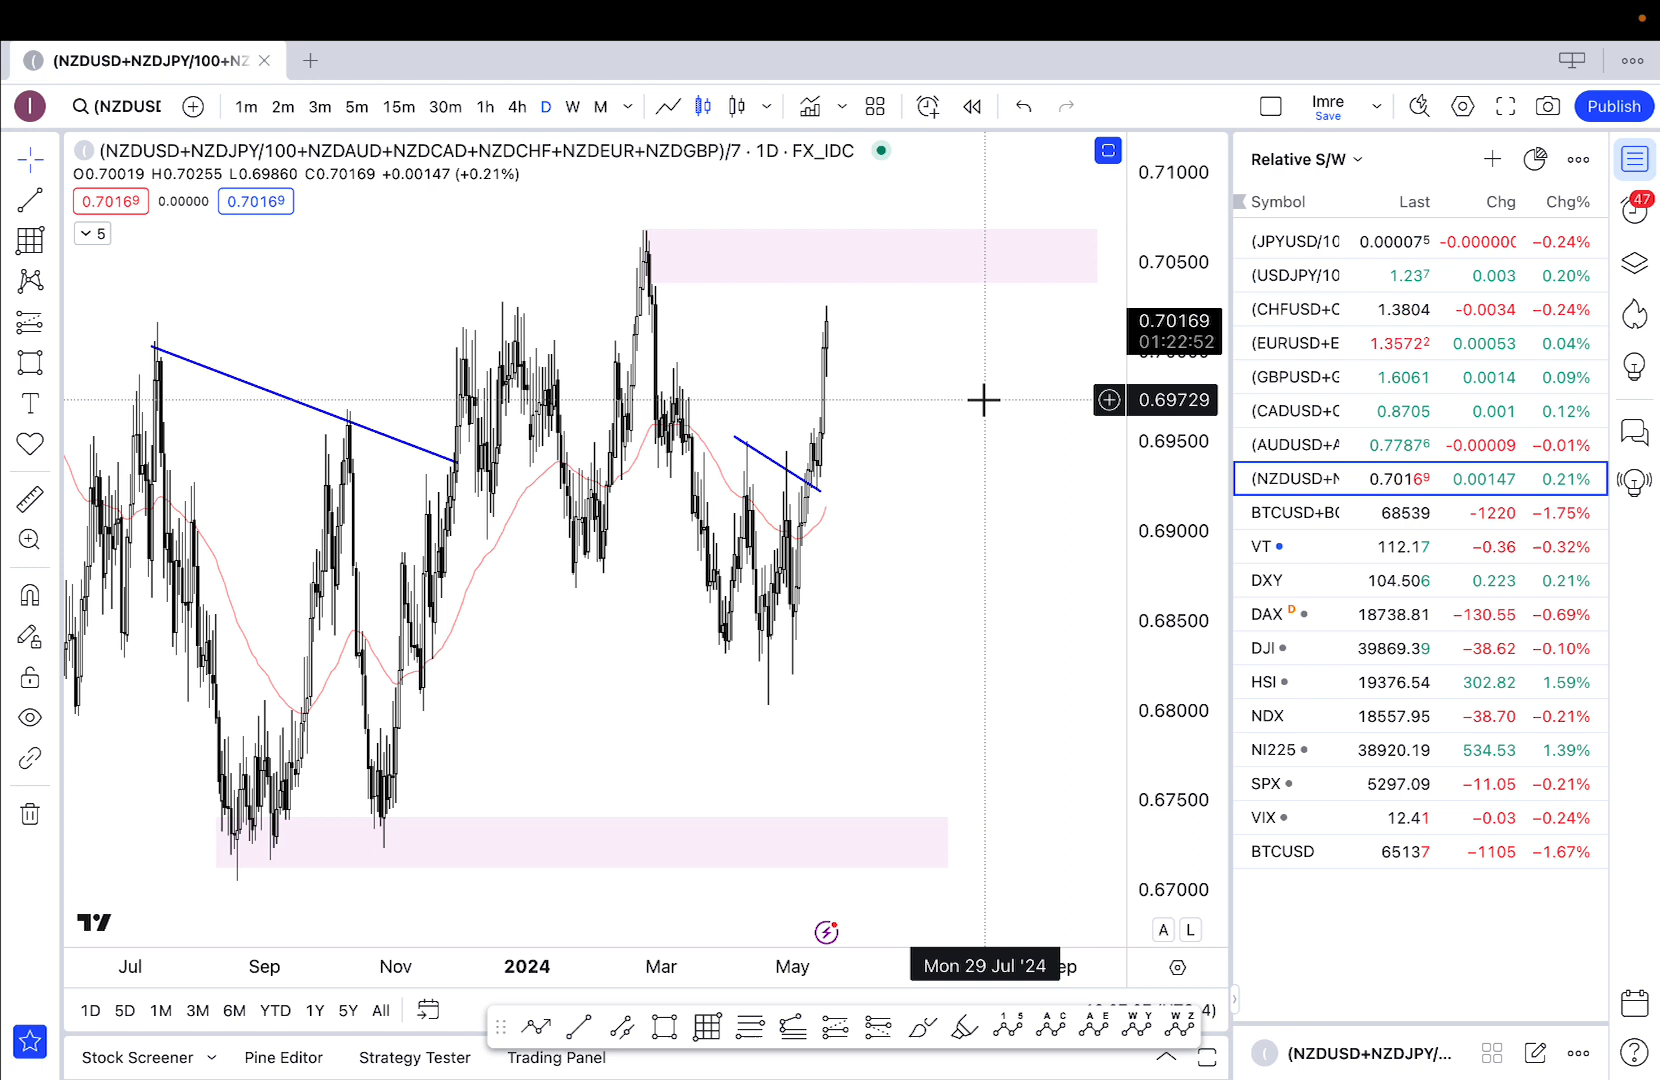 (NZDUSD+NZDJPY/100+NZ
I (NZDUSD 1m 2m 3m 5m 15m 30m 1h 4h D W M Imre Save Publish
(NZDUSD+NZDJPY/100+NZDAUD+NZDCAD+NZDCHF+NZDEUR+NZDGBP)/7 · 1D · FX_IDC
O0.70019 H0.70255 L0.69860 C0.70169 +0.00147 (+0.21%)
0.70169 0.00000 0.70169
5
0.71000
0.70500
0.70169
01:22:52
0.69729
0.69500
0.69000
0.68500
0.68000
0.67500
0.67000
A L
Jul Sep Nov 2024 Mar May Mon 29 Jul '24 ep
1D 5D 1M 3M 6M YTD 1Y 5Y All
1 5 A C A E W Y W Z 4)
Stock Screener Pine Editor Strategy Tester Trading Panel
Relative S/W
Symbol Last Chg Chg%
(JPYUSD/10 0.000075 -0.000000 −0.24%
(USDJPY/10 1.237 0.003 0.20%
(CHFUSD+C 1.3804 -0.0034 −0.24%
(EURUSD+E 1.35722 0.00053 0.04%
(GBPUSD+G 1.6061 0.0014 0.09%
(CADUSD+C 0.8705 0.001 0.12%
(AUDUSD+A 0.77876 -0.00009 −0.01%
(NZDUSD+N 0.70169 0.00147 0.21%
BTCUSD+BC 68539 -1220 −1.75%
VT 112.17 −0.36 −0.32%
DXY 104.506 0.223 0.21%
DAX D 18738.81 −130.55 −0.69%
DJI 39869.39 −38.62 −0.10%
HSI 19376.54 302.82 1.59%
NDX 18557.95 −38.70 −0.21%
NI225 38920.19 534.53 1.39%
SPX 5297.09 −11.05 −0.21%
VIX 12.41 −0.03 −0.24%
BTCUSD 65137 −1105 −1.67%
(NZDUSD+NZDJPY/...
47